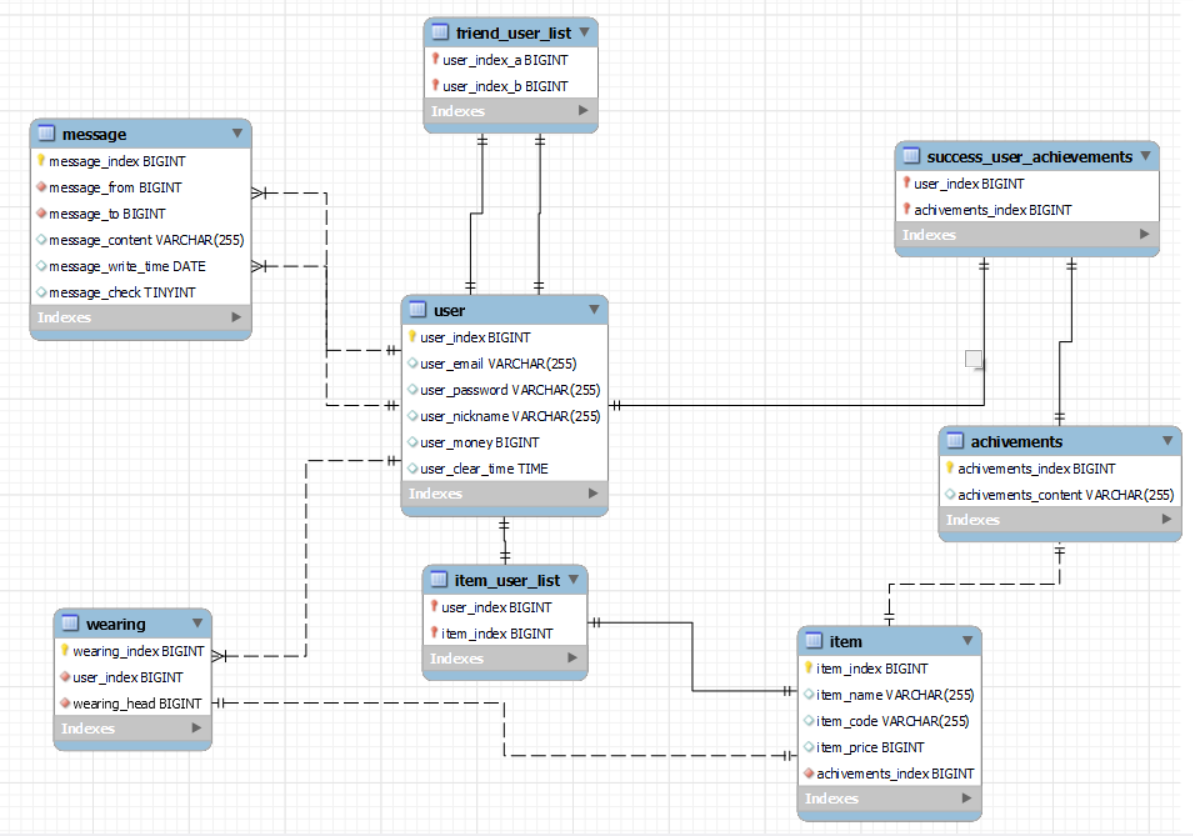 friend_user_list
user_index_a BIGINT
user_index_b BIGINT
Indexes
message
message_index BIGINT
message_from BIGINT
message_to BIGINT
message_content VARCHAR(255)
message_write_time DATE
message_check TINYINT
Indexes
success_user_achievements
user_index BIGINT
achivements_index BIGINT
Indexes
user
user_index BIGINT
user_email VARCHAR(255)
user_password VARCHAR(255)
user_nickname VARCHAR(255)
user_money BIGINT
user_clear_time TIME
Indexes
achivements
achivements_index BIGINT
achivements_content VARCHAR(255)
Indexes
item_user_list
user_index BIGINT
item_index BIGINT
Indexes
wearing
wearing_index BIGINT
user_index BIGINT
wearing_head BIGINT
Indexes
item
item_index BIGINT
item_name VARCHAR(255)
item_code VARCHAR(255)
item_price BIGINT
achivements_index BIGINT
Indexes